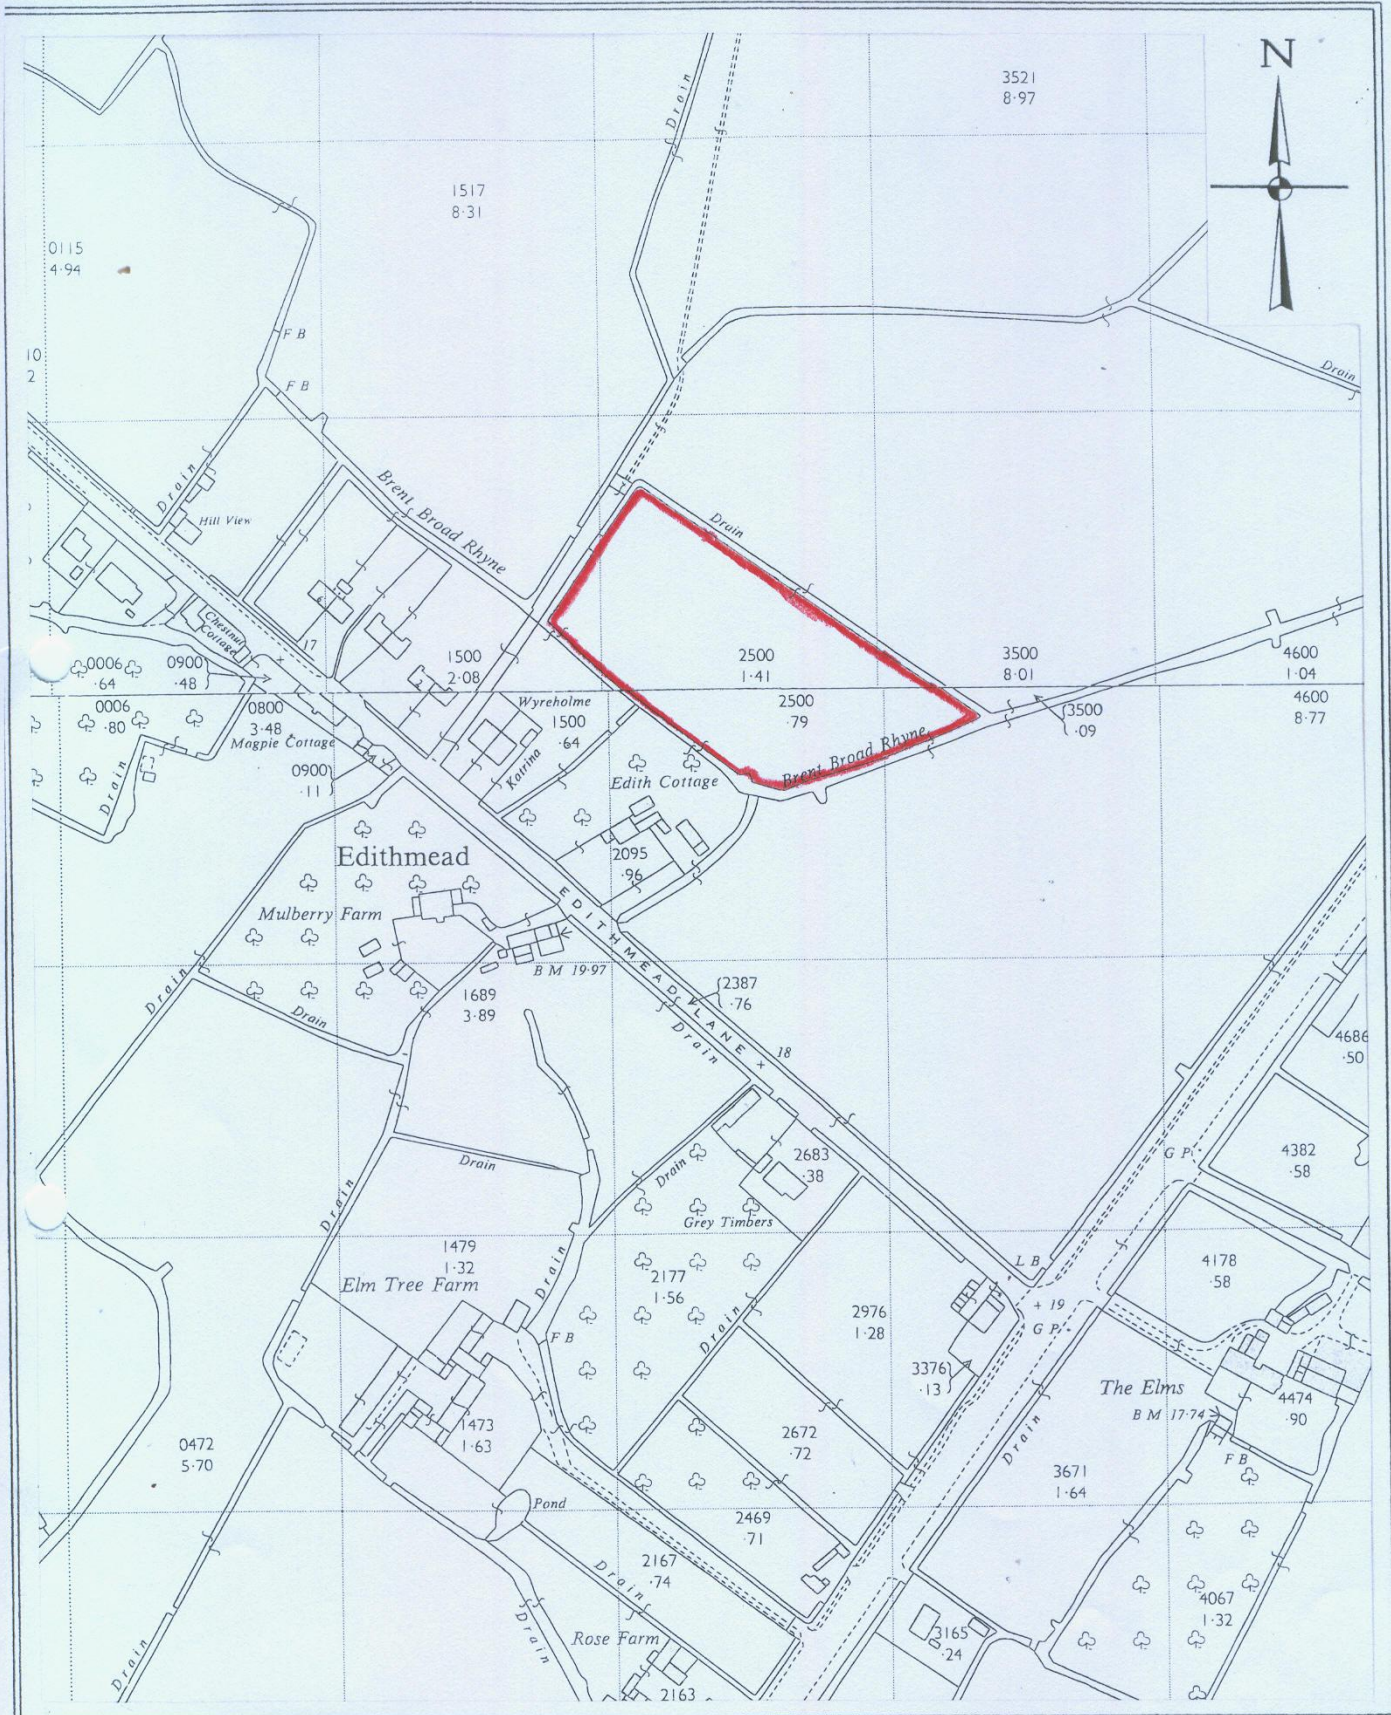 N
3521
8·97
Drain
1517
8·31
0115
4·94
F B
10
2
F B
Drain
Drain
Hill View
Brent Broad Rhyne
Drain
6
Chestnut
Cottage
17
0006
·64
0900
·48
1500
2·08
2
2500
1·41
3500
8·01
4600
1·04
0006
·80
0800
3·48
Wyreholme
1500
·64
2500
·79
3500
·09
4600
8·77
Magpie Cottage
Katrina
Brent Broad Rhyne
0900
·11
Edith Cottage
Drain
Edithmead
2095
·96
Mulberry Farm
EDITHMEAD LANE
B M 19·97
Drain
1689
3·89
2387
·76
Drain
Drain
18
4686
·50
Drain
2683
·38
G P
4382
·58
Drain
Drain
Grey Timbers
1479
1·32
Elm Tree Farm
Drain
2177
1·56
L B
4178
·58
+ 19
G P
2976
1·28
F B
Drain
3376
·13
The Elms
B M 17·74
4474
·90
1473
1·63
2672
·72
Drain
F B
0472
5·70
3671
1·64
Pond
2469
·71
2167
·74
Drain
4067
1·32
Drain
Drain
Rose Farm
3165
·24
2163